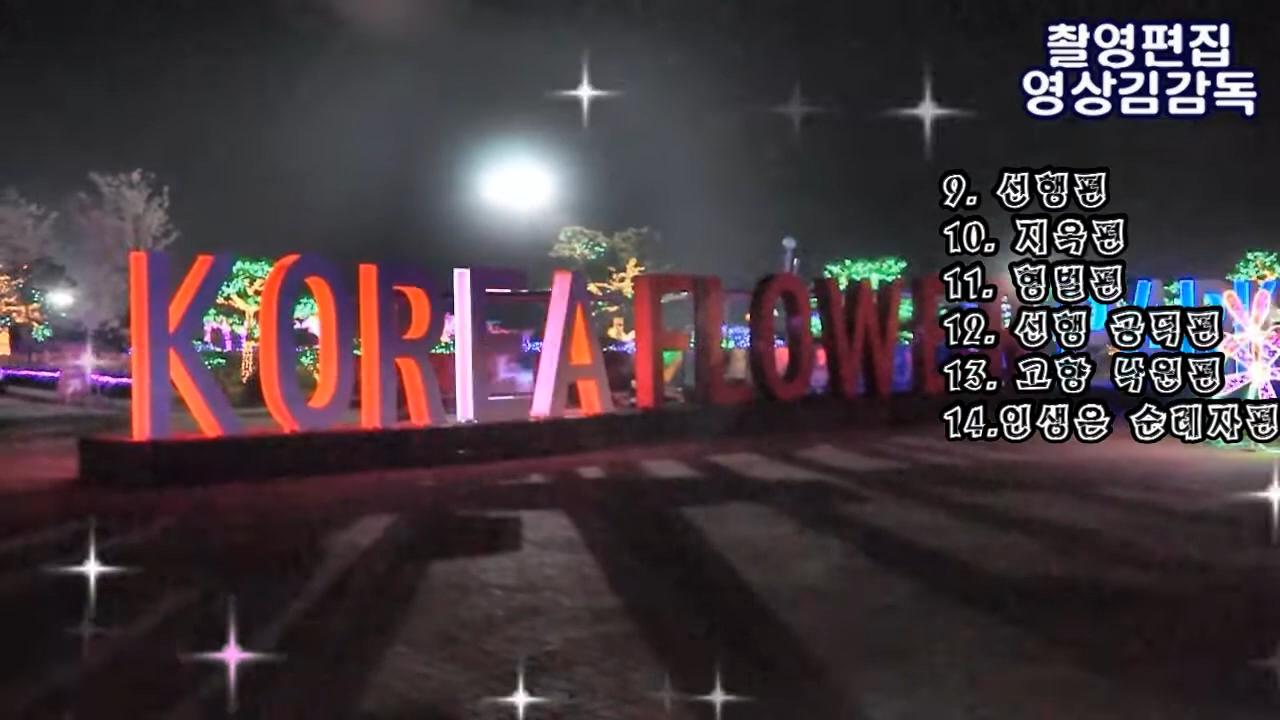 촬영편집
영상김감독
9. 선행편
10. 지옥편
11. 형벌편
12. 선행 공덕편
13. 고향 낙원편
14.인생은 순례자편
KOREA FLOWER